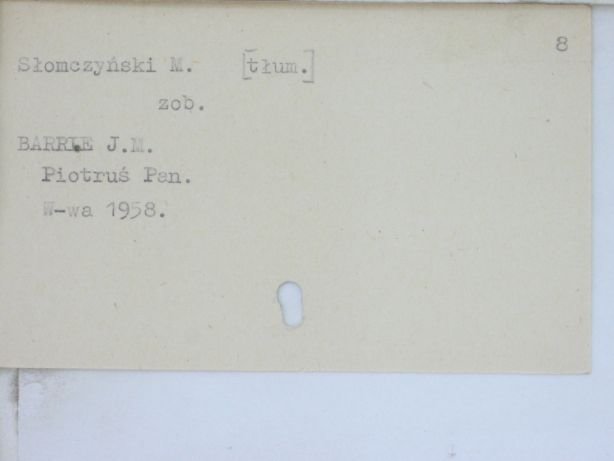 8
Słomczyński M. [tłum.]
zob.
BARRIE J.M.
Piotruś Pan.
W-wa 1958.